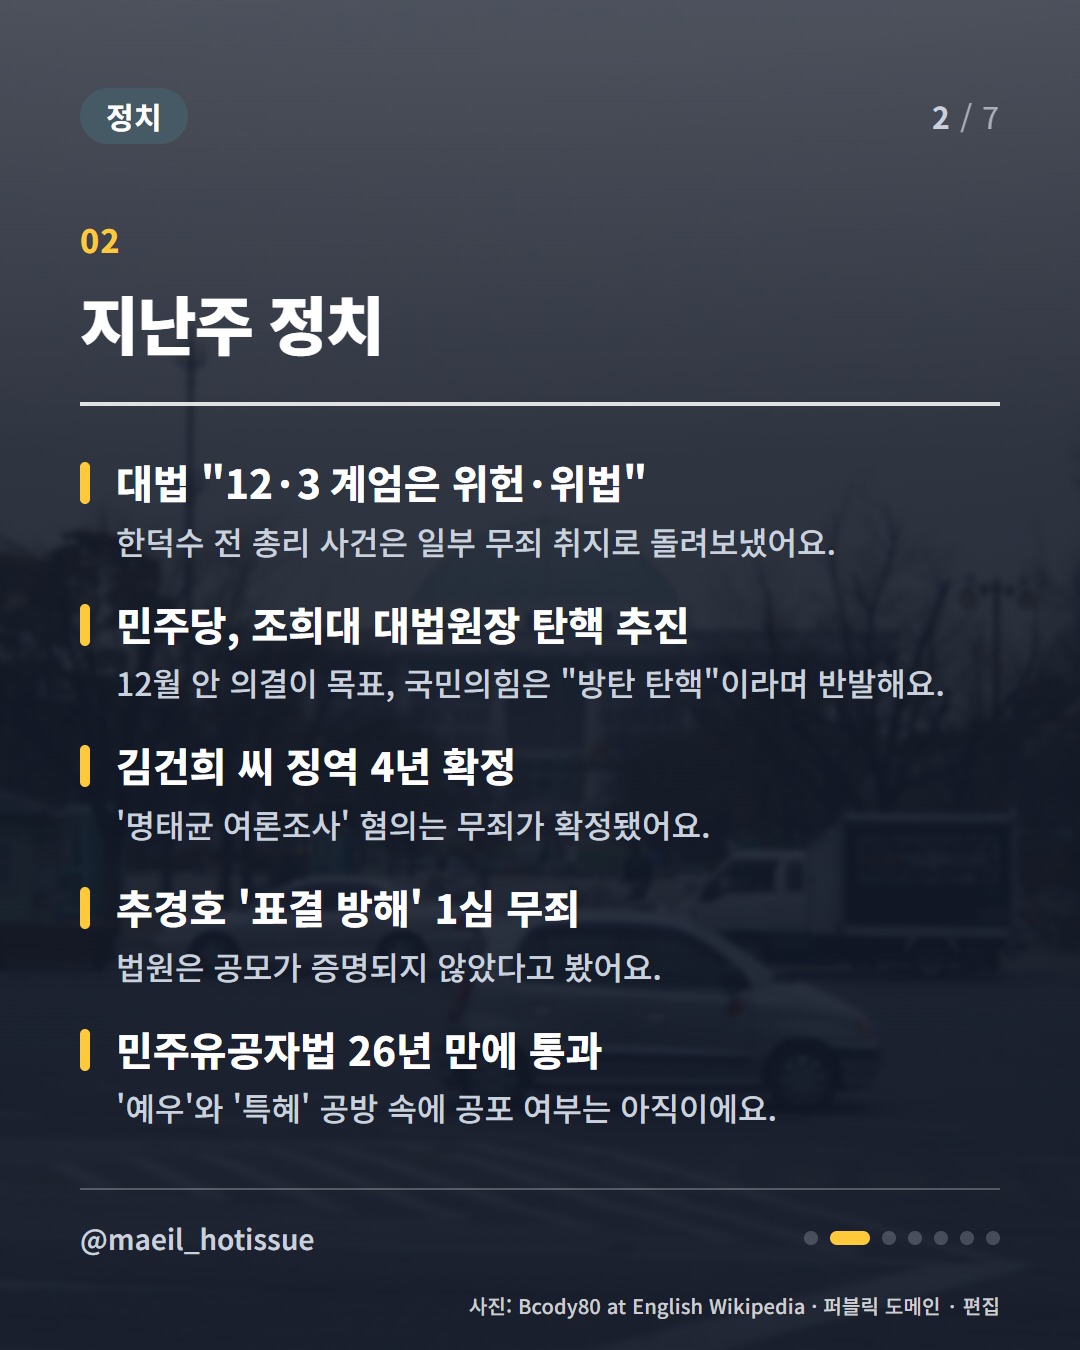 정치
2 / 7
02
지난주 정치
대법 "12·3 계엄은 위헌·위법"
한덕수 전 총리 사건은 일부 무죄 취지로 돌려보냈어요.
민주당, 조희대 대법원장 탄핵 추진
12월 안 의결이 목표, 국민의힘은 "방탄 탄핵"이라며 반발해요.
김건희 씨 징역 4년 확정
'명태균 여론조사' 혐의는 무죄가 확정됐어요.
추경호 '표결 방해' 1심 무죄
법원은 공모가 증명되지 않았다고 봤어요.
민주유공자법 26년 만에 통과
'예우'와 '특혜' 공방 속에 공포 여부는 아직이에요.
@maeil_hotissue
사진: Bcody80 at English Wikipedia · 퍼블릭 도메인 · 편집